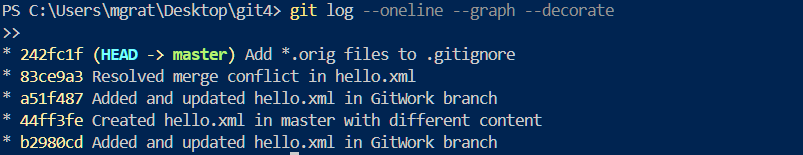 PS C:\Users\mgrat\Desktop\git4> git log --oneline --graph --decorate
>>
* 242fc1f (HEAD -> master) Add *.orig files to .gitignore
* 83ce9a3 Resolved merge conflict in hello.xml
* a51f487 Added and updated hello.xml in GitWork branch
* 44ff3fe Created hello.xml in master with different content
* b2980cd Added and updated hello.xml in GitWork branch